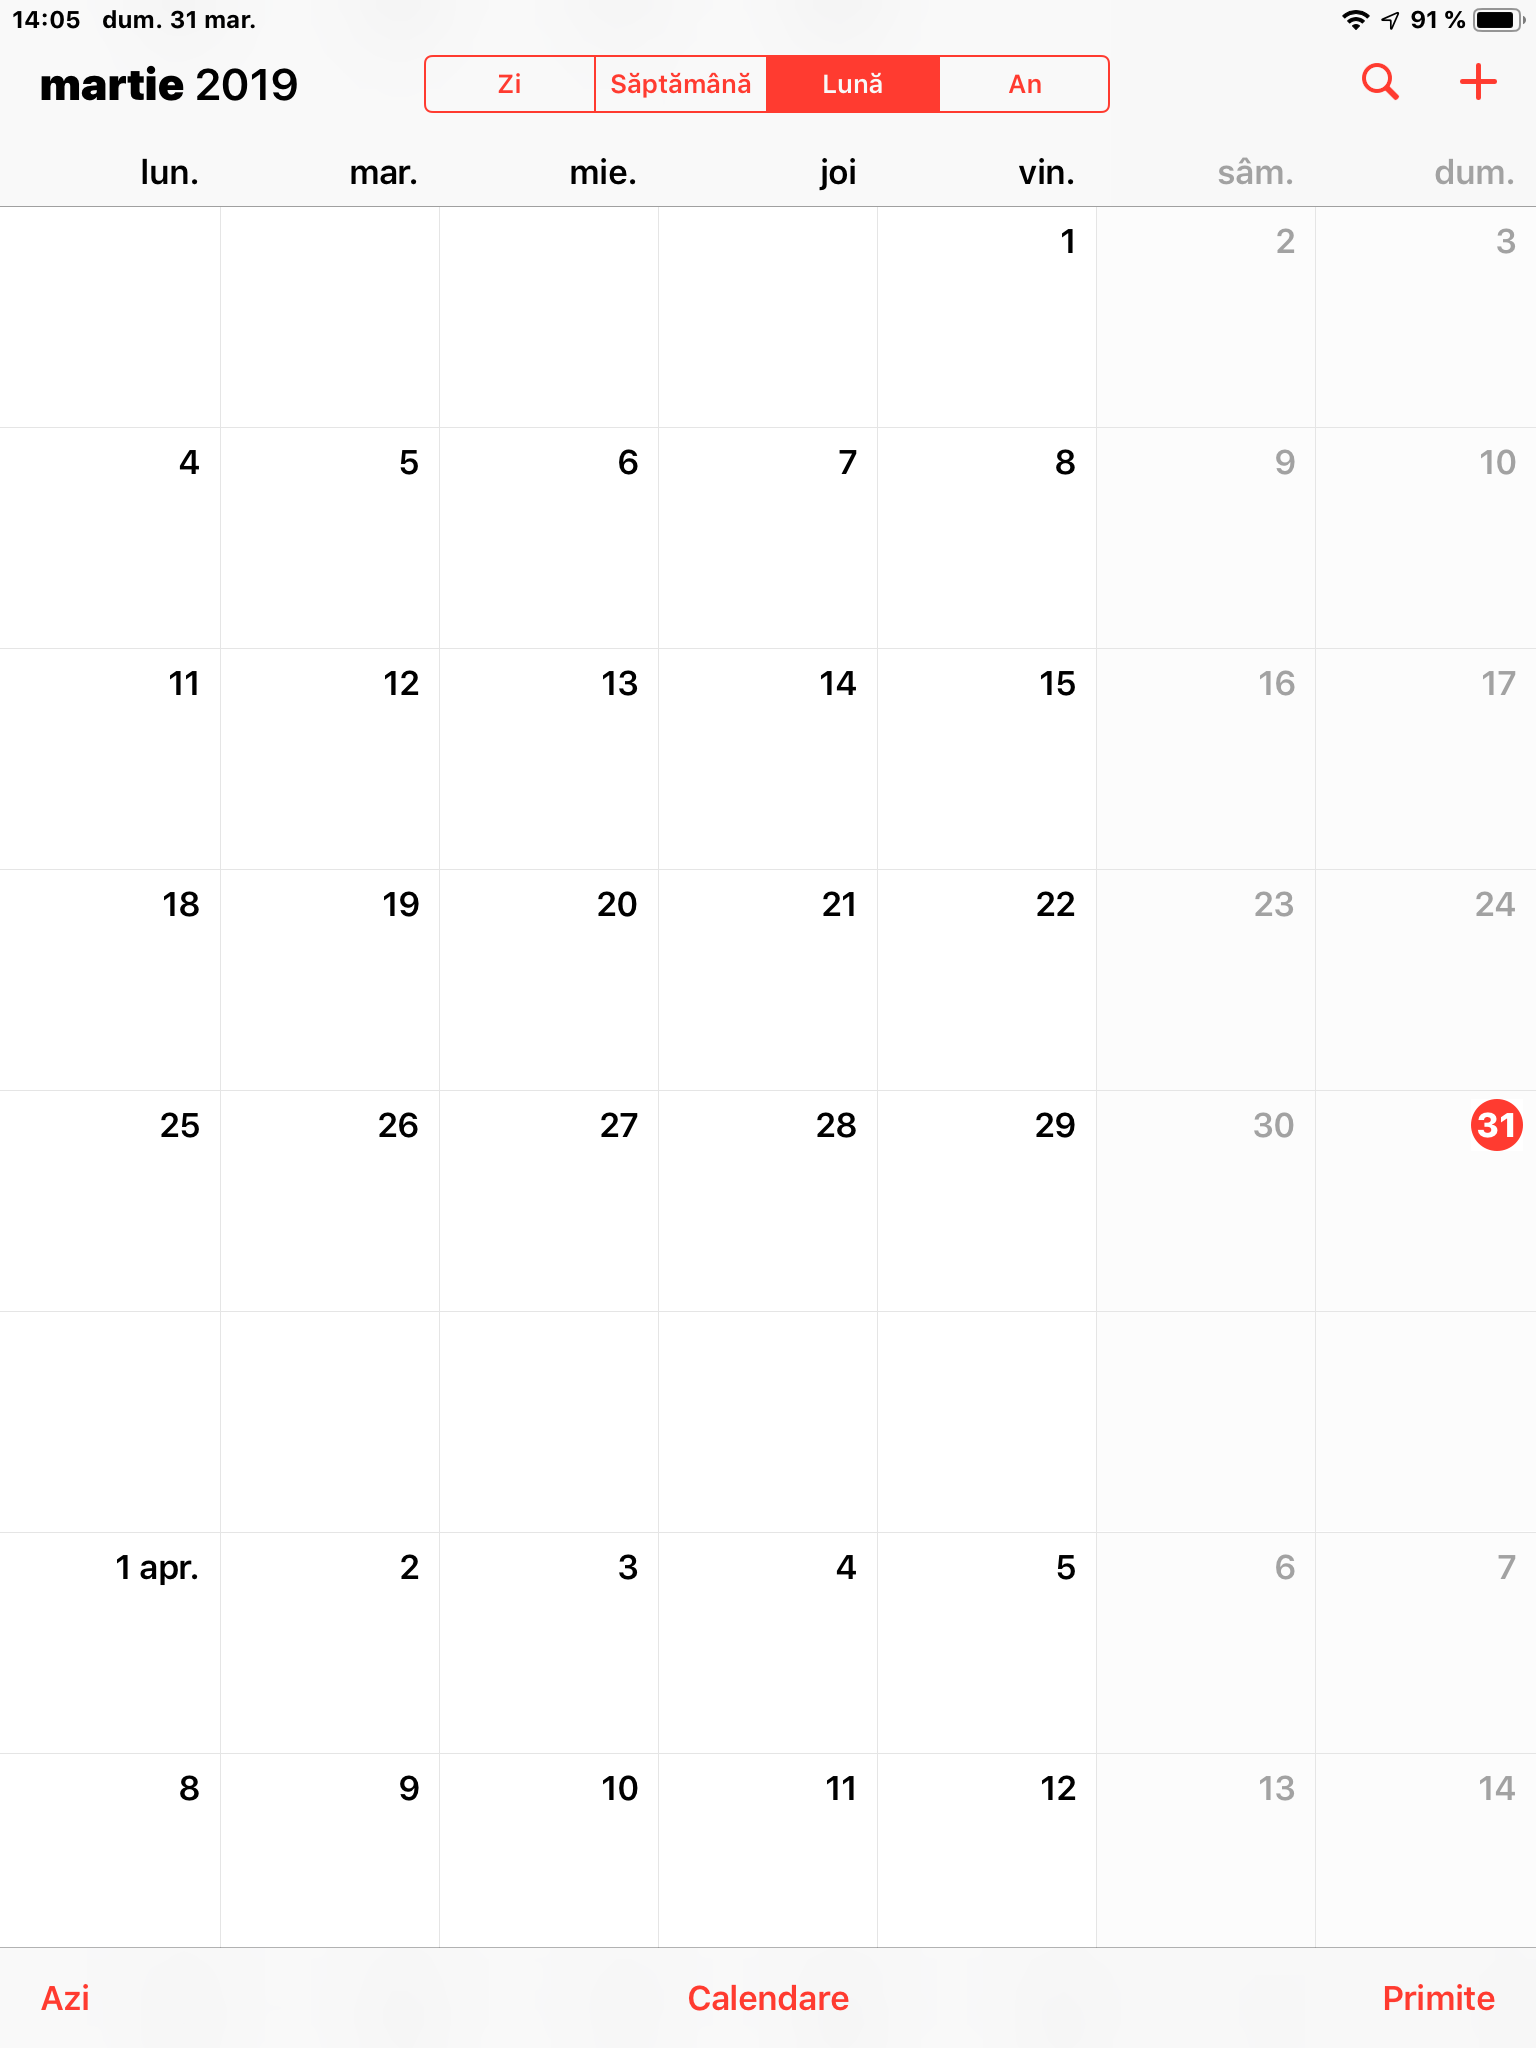 14:05 dum. 31 mar. 91 %
martie 2019 Zi Săptămână Lună An
lun. mar. mie. joi vin. sâm. dum.
1 2 3
4 5 6 7 8 9 10
11 12 13 14 15 16 17
18 19 20 21 22 23 24
25 26 27 28 29 30 31
1 apr. 2 3 4 5 6 7
8 9 10 11 12 13 14
Azi Calendare Primite